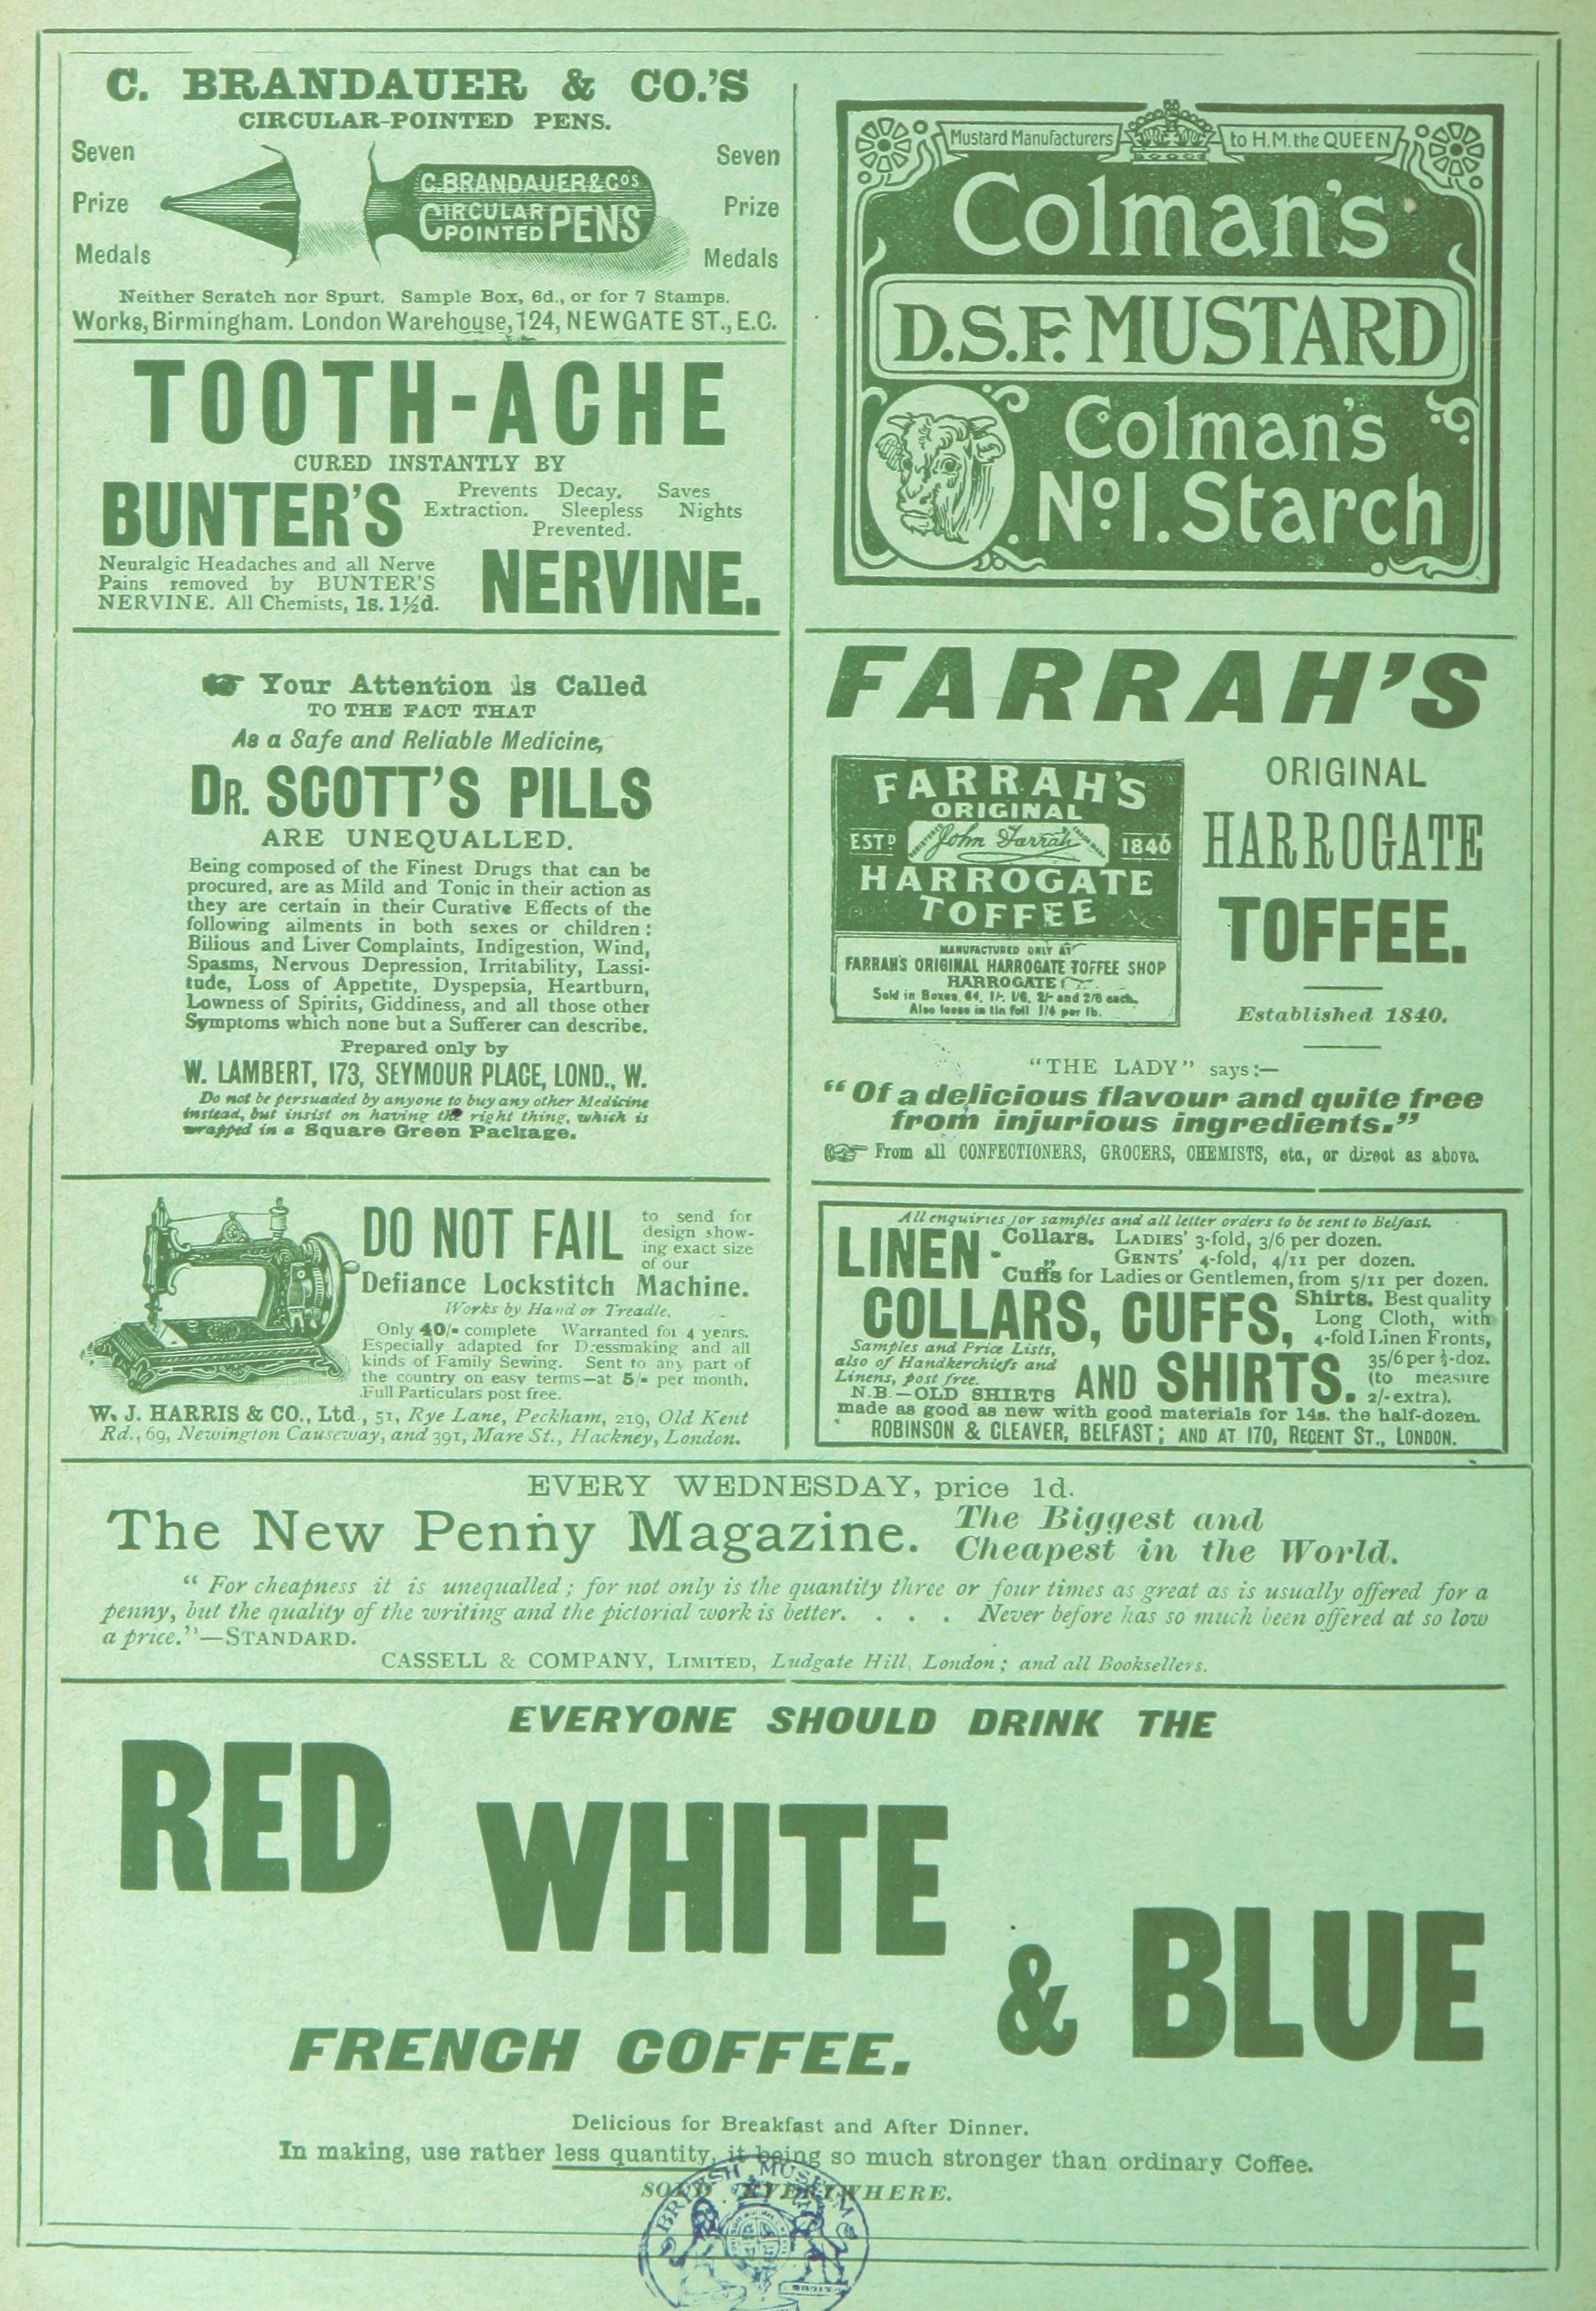 C. BRANDAUER & CO.'S
CIRCULAR-POINTED PENS.
Seven
Prize
Medals
C. BRANDAUER & Co's
CIRCULAR
POINTED PENS
Seven
Prize
Medals
Neither Scratch nor Spurt. Sample Box, 6d., or for 7 Stamps.
Works, Birmingham. London Warehouse, 124, NEWGATE ST., E.C.
TOOTH-ACHE
CURED INSTANTLY BY
BUNTER'S
Prevents Decay. Saves
Extraction. Sleepless Nights
Prevented.
Neuralgic Headaches and all Nerve
Pains removed by BUNTER'S
NERVINE. All Chemists, 1s. 1½d.
NERVINE.
Your Attention is Called
TO THE FACT THAT
As a Safe and Reliable Medicine,
DR. SCOTT'S PILLS
ARE UNEQUALLED.
Being composed of the Finest Drugs that can be
procured, are as Mild and Tonic in their action as
they are certain in their Curative Effects of the
following ailments in both sexes or children:
Bilious and Liver Complaints, Indigestion, Wind,
Spasms, Nervous Depression, Irritability, Lassi-
tude, Loss of Appetite, Dyspepsia, Heartburn,
Lowness of Spirits, Giddiness, and all those other
Symptoms which none but a Sufferer can describe.
Prepared only by
W. LAMBERT, 173, SEYMOUR PLACE, LOND., W.
Do not be persuaded by anyone to buy any other Medicine
instead, but insist on having the right thing, which is
wrapped in a Square Green Package.
DO NOT FAIL
to send for
design show-
ing exact size
of our
Defiance Lockstitch Machine.
Works by Hand or Treadle.
Only 40/- complete Warranted for 4 years.
Especially adapted for Dressmaking and all
kinds of Family Sewing. Sent to any part of
the country on easy terms—at 5/- per month.
Full Particulars post free.
W. J. HARRIS & CO., Ltd., 51, Rye Lane, Peckham, 219, Old Kent
Rd., 69, Newington Causeway, and 391, Mare St., Hackney, London.
Mustard Manufacturers to H.M. the QUEEN
Colman's
D.S.F. MUSTARD
Colman's
No. 1. Starch
FARRAH'S
FARRAH'S
ORIGINAL
ESTD John Farrah 1840
HARROGATE
TOFFEE
MANUFACTURED ONLY AT
FARRAH'S ORIGINAL HARROGATE TOFFEE SHOP
HARROGATE
Sold in Boxes, 6d, 1/-, 1/6, 2/- and 2/6 each.
Also loose in tin foil 1/4 per lb.
ORIGINAL
HARROGATE
TOFFEE.
Established 1840.
"THE LADY" says:—
"Of a delicious flavour and quite free
from injurious ingredients."
From all CONFECTIONERS, GROCERS, CHEMISTS, etc., or direct as above.
All enquiries for samples and all letter orders to be sent to Belfast.
LINEN
Collars. LADIES' 3-fold, 3/6 per dozen.
„ GENTS' 4-fold, 4/11 per dozen.
Cuffs for Ladies or Gentlemen, from 5/11 per dozen.
COLLARS, CUFFS,
Shirts. Best quality
Long Cloth, with
4-fold Linen Fronts,
35/6 per ½-doz.
(to measure
2/- extra).
Samples and Price Lists,
also of Handkerchiefs and
Linens, post free.
AND SHIRTS.
N.B.—OLD SHIRTS
made as good as new with good materials for 14s. the half-dozen.
ROBINSON & CLEAVER, BELFAST; AND AT 170, REGENT ST., LONDON.
EVERY WEDNESDAY, price 1d.
The New Penny Magazine.
The Biggest and
Cheapest in the World.
"For cheapness it is unequalled; for not only is the quantity three or four times as great as is usually offered for a
penny, but the quality of the writing and the pictorial work is better. . . . . Never before has so much been offered at so low
a price."—STANDARD.
CASSELL & COMPANY, LIMITED, Ludgate Hill, London; and all Booksellers.
EVERYONE SHOULD DRINK THE
RED
WHITE
& BLUE
FRENCH COFFEE.
Delicious for Breakfast and After Dinner.
In making, use rather less quantity, it being so much stronger than ordinary Coffee.
SOLD EVERYWHERE.
BRITISH MUSEUM